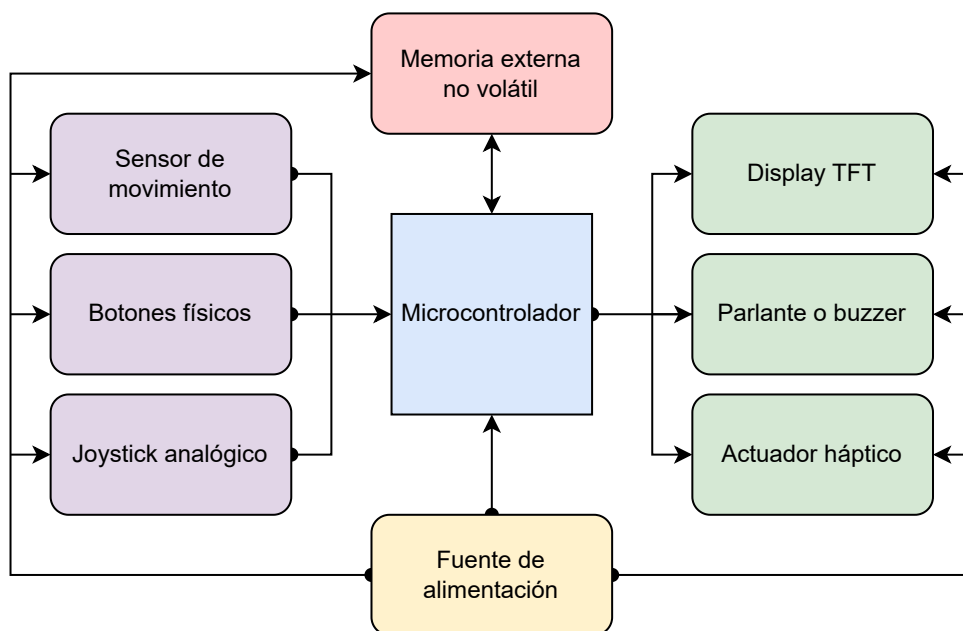 Memoria externa
no volátil
Sensor de
movimiento
Display TFT
Botones físicos
Microcontrolador
Parlante o buzzer
Joystick analógico
Actuador háptico
Fuente de
alimentación